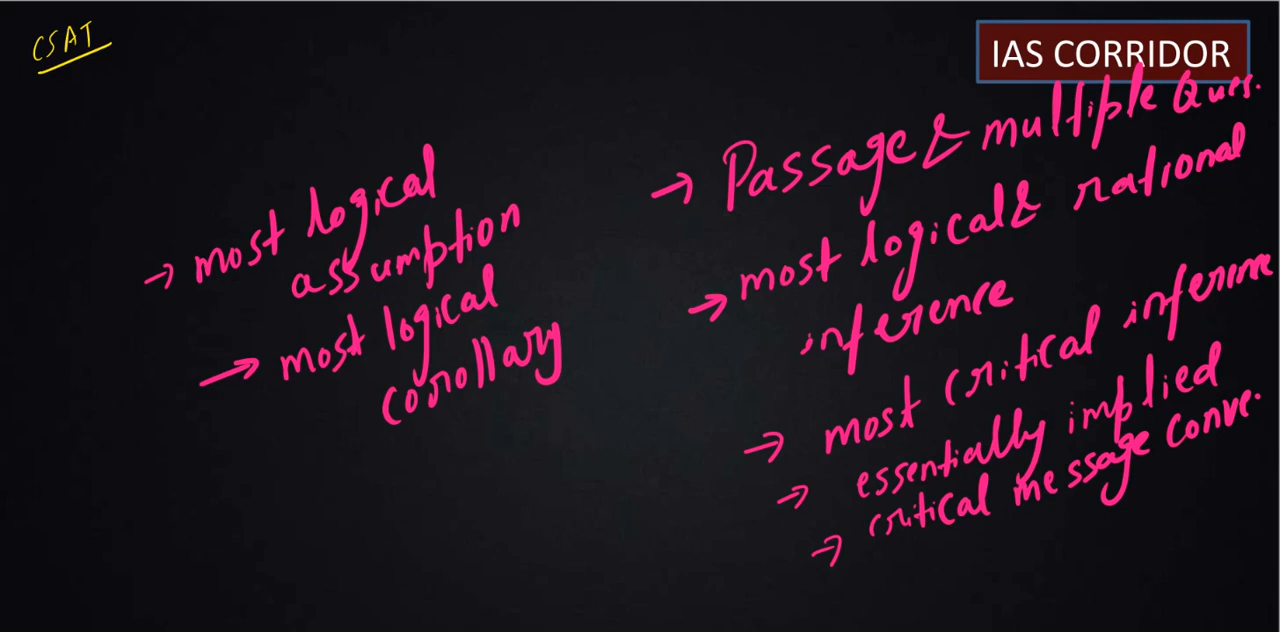 CSAT
IAS CORRIDOR
→ most logical
assumption
→ most logical
corollary
→ Passage & multiple Ques.
→ most logical & rational
inference
→ most critical inference
→ essentially implied
→ critical message conve.